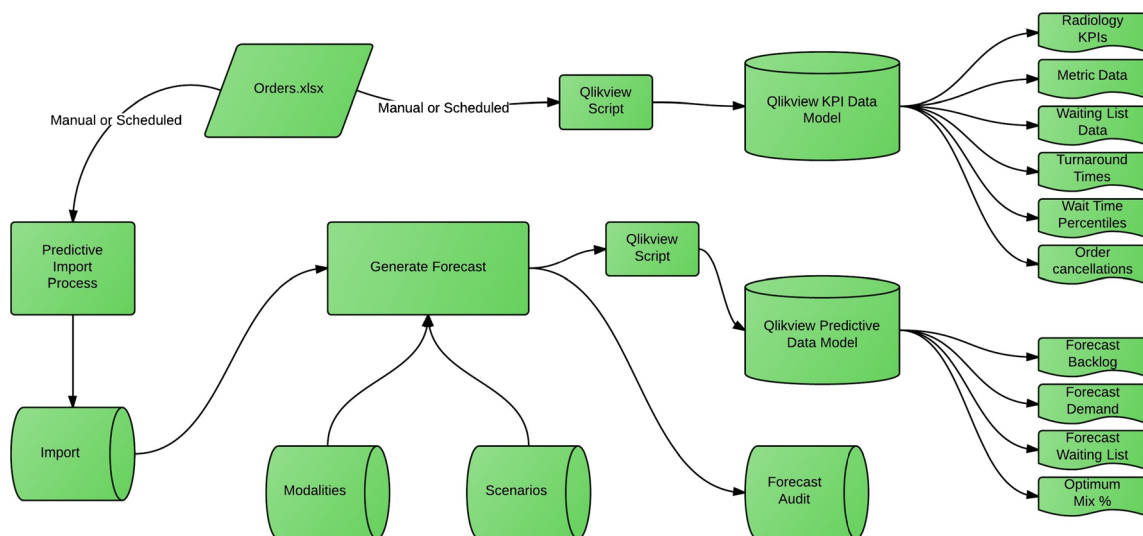 Radiology
KPIs
Orders.xlsx
Manual or Scheduled
Qlikview
Script
Qlikview KPI Data
Model
Metric Data
Manual or Scheduled
Waiting List
Data
Turnaround
Times
Wait Time
Percentiles
Order
cancellations
Predictive
Import
Process
Generate Forecast
Qlikview
Script
Qlikview Predictive
Data Model
Forecast
Backlog
Forecast
Demand
Forecast
Waiting List
Optimum
Mix %
Import
Modalities
Scenarios
Forecast
Audit